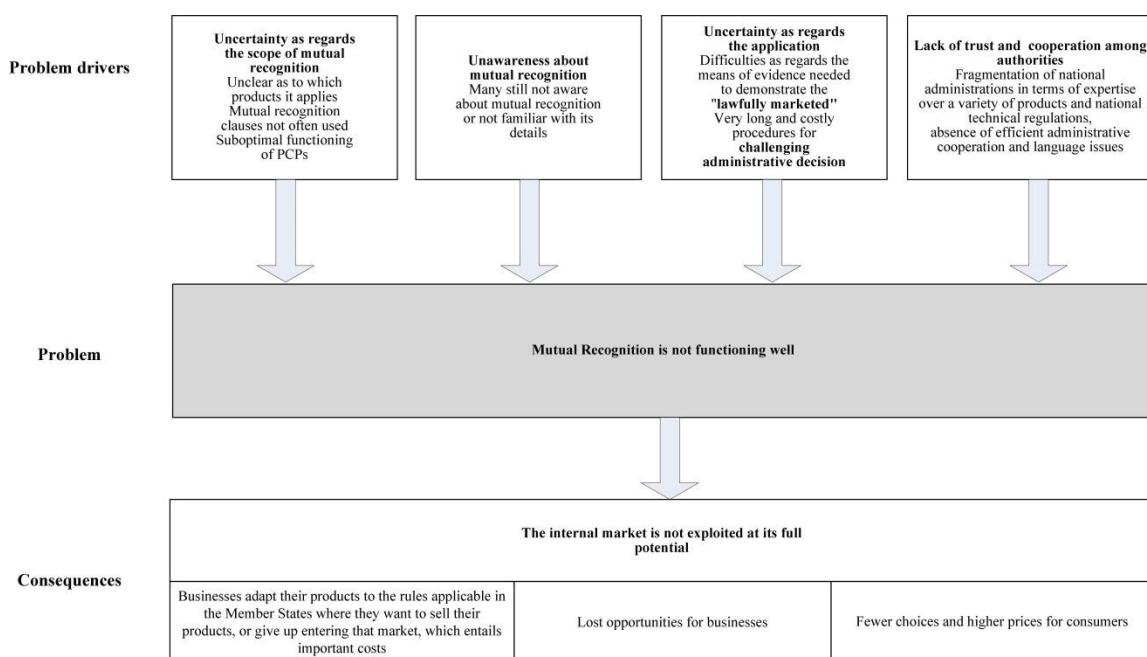 Problem drivers
Uncertainty as regards
the scope of mutual
recognition
Unclear as to which
products it applies
Mutual recognition
clauses not often used
Suboptimal functioning
of PCPs
Unawareness about
mutual recognition
Many still not aware
about mutual recognition
or not familiar with its
details
Uncertainty as regards
the application
Difficulties as regards the
means of evidence needed
to demonstrate the
"lawfully marketed"
Very long and costly
procedures for
challenging
administrative decision
Lack of trust and cooperation among
authorities
Fragmentation of national
administrations in terms of expertise
over a variety of products and national
technical regulations,
absence of efficient administrative
cooperation and language issues
Problem
Mutual Recognition is not functioning well
Consequences
The internal market is not exploited at its full
potential
Businesses adapt their products to the rules applicable in
the Member States where they want to sell their
products, or give up entering that market, which entails
important costs
Lost opportunities for businesses
Fewer choices and higher prices for consumers